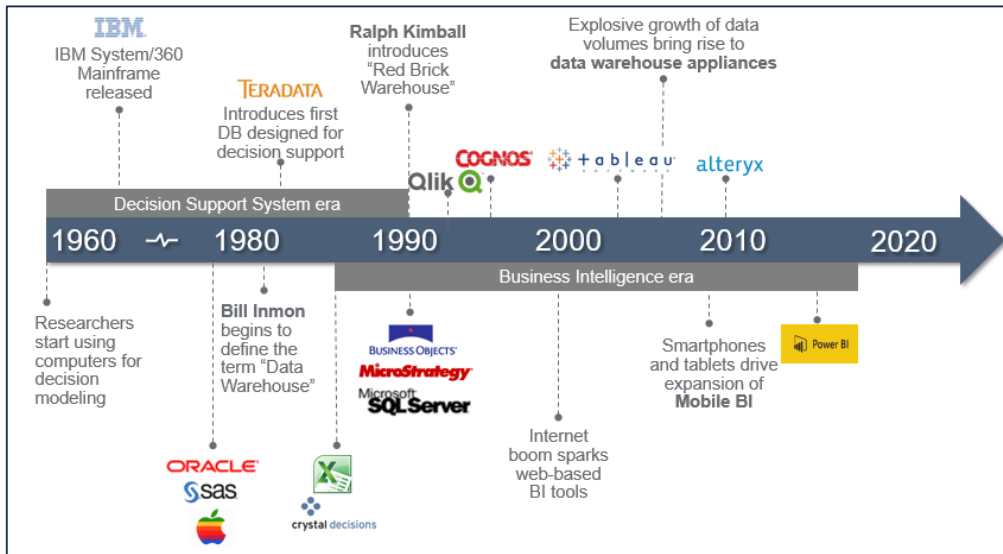 IBM
IBM System/360
Mainframe
released
TERADATA
Introduces first
DB designed for
decision support
Ralph Kimball
introduces
“Red Brick
Warehouse”
Explosive growth of data
volumes bring rise to
data warehouse appliances
Qlik
COGNOS
tableau
alteryx
Decision Support System era
1960
1980
1990
2000
2010
2020
Business Intelligence era
Researchers
start using
computers for
decision
modeling
Bill Inmon
begins to
define the
term “Data
Warehouse”
BUSINESS OBJECTS
MicroStrategy
Microsoft
SQL Server
Smartphones
and tablets drive
expansion of
Mobile BI
Power BI
Internet
boom sparks
web-based
BI tools
ORACLE
sas
crystal decisions